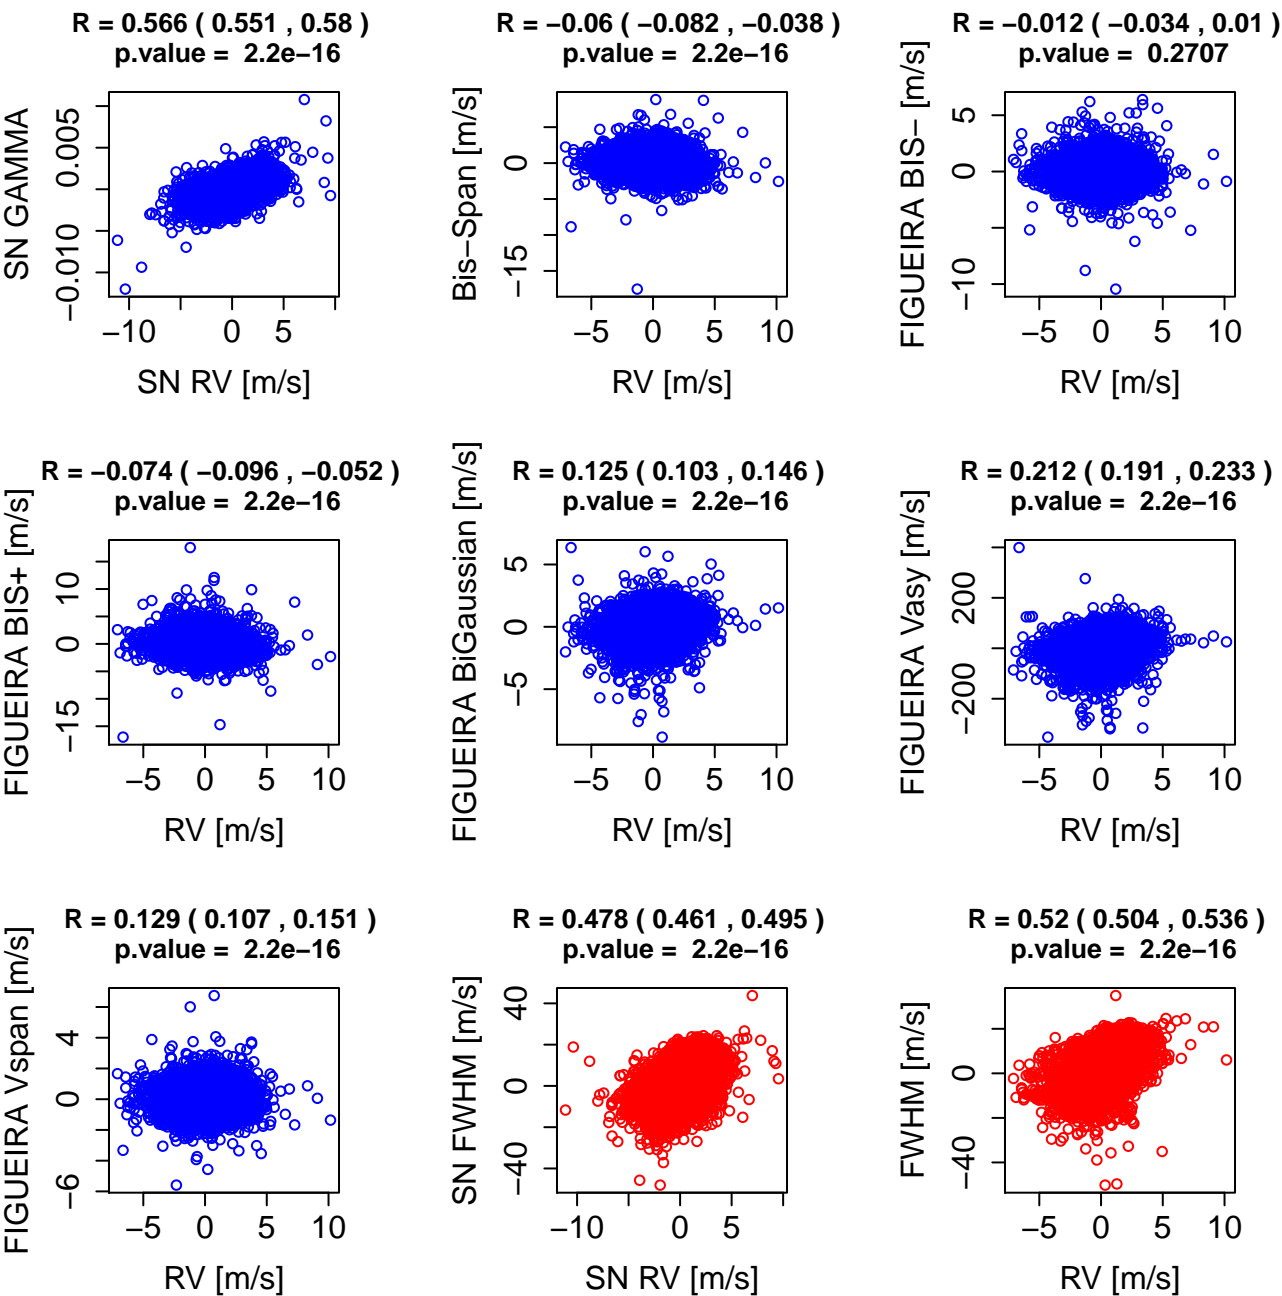 R = 0.566 ( 0.551 , 0.58 )
p.value = 2.2e−16
SN GAMMA
−0.010 0.005
−10 0 5
SN RV [m/s]
R = −0.06 ( −0.082 , −0.038 )
p.value = 2.2e−16
Bis−Span [m/s]
−15 0
−5 0 5 10
RV [m/s]
R = −0.012 ( −0.034 , 0.01 )
p.value = 0.2707
FIGUEIRA BIS− [m/s]
−10 0 5
−5 0 5 10
RV [m/s]
R = −0.074 ( −0.096 , −0.052 )
p.value = 2.2e−16
FIGUEIRA BIS+ [m/s]
−15 0 10
−5 0 5 10
RV [m/s]
R = 0.125 ( 0.103 , 0.146 )
p.value = 2.2e−16
FIGUEIRA BiGaussian [m/s]
−5 0 5
−5 0 5 10
RV [m/s]
R = 0.212 ( 0.191 , 0.233 )
p.value = 2.2e−16
FIGUEIRA Vasy [m/s]
−200 200
−5 0 5 10
RV [m/s]
R = 0.129 ( 0.107 , 0.151 )
p.value = 2.2e−16
FIGUEIRA Vspan [m/s]
−6 0 4
−5 0 5 10
RV [m/s]
R = 0.478 ( 0.461 , 0.495 )
p.value = 2.2e−16
SN FWHM [m/s]
−40 0 40
−10 0 5
SN RV [m/s]
R = 0.52 ( 0.504 , 0.536 )
p.value = 2.2e−16
FWHM [m/s]
−40 0
−5 0 5 10
RV [m/s]